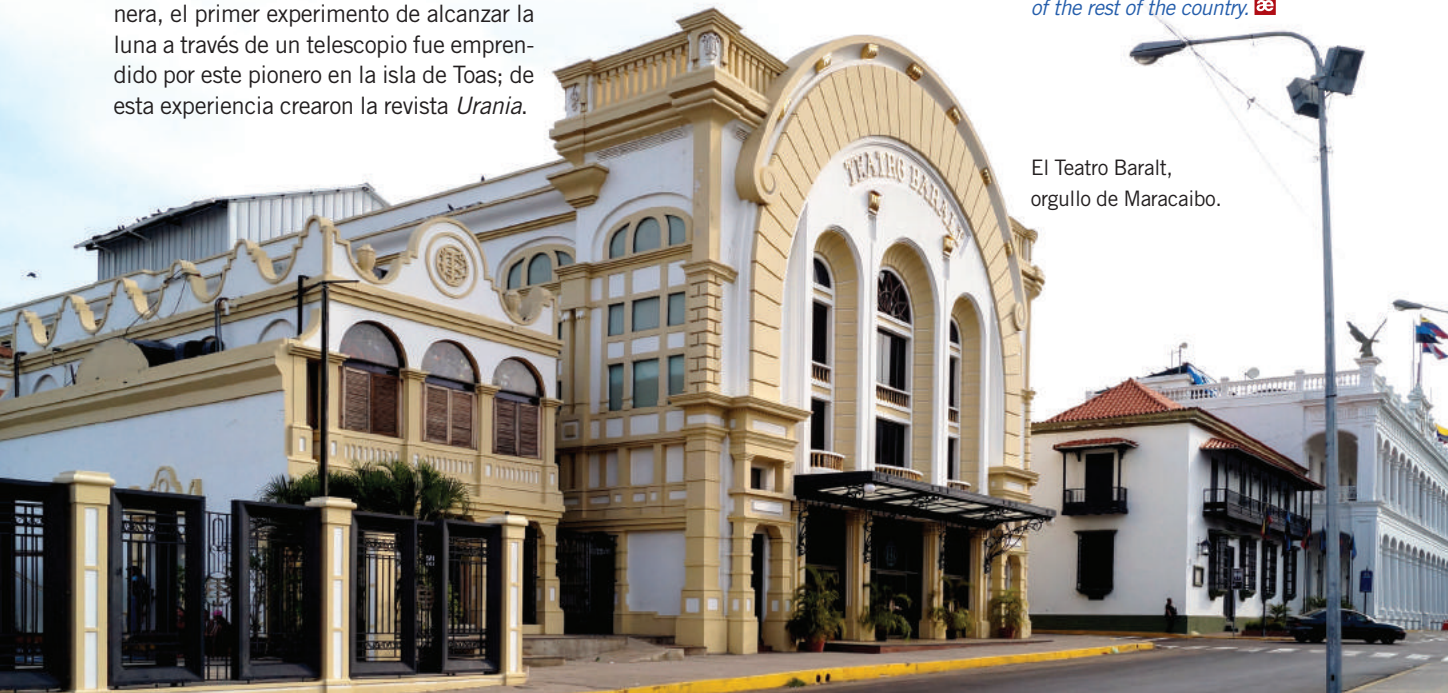 nera, el primer experimento de alcanzar la
luna a través de un telescopio fue empren-
dido por este pionero en la isla de Toas; de
esta experiencia crearon la revista Urania.
of the rest of the country. æ
El Teatro Baralt,
orgullo de Maracaibo.
TEATRO BARALT